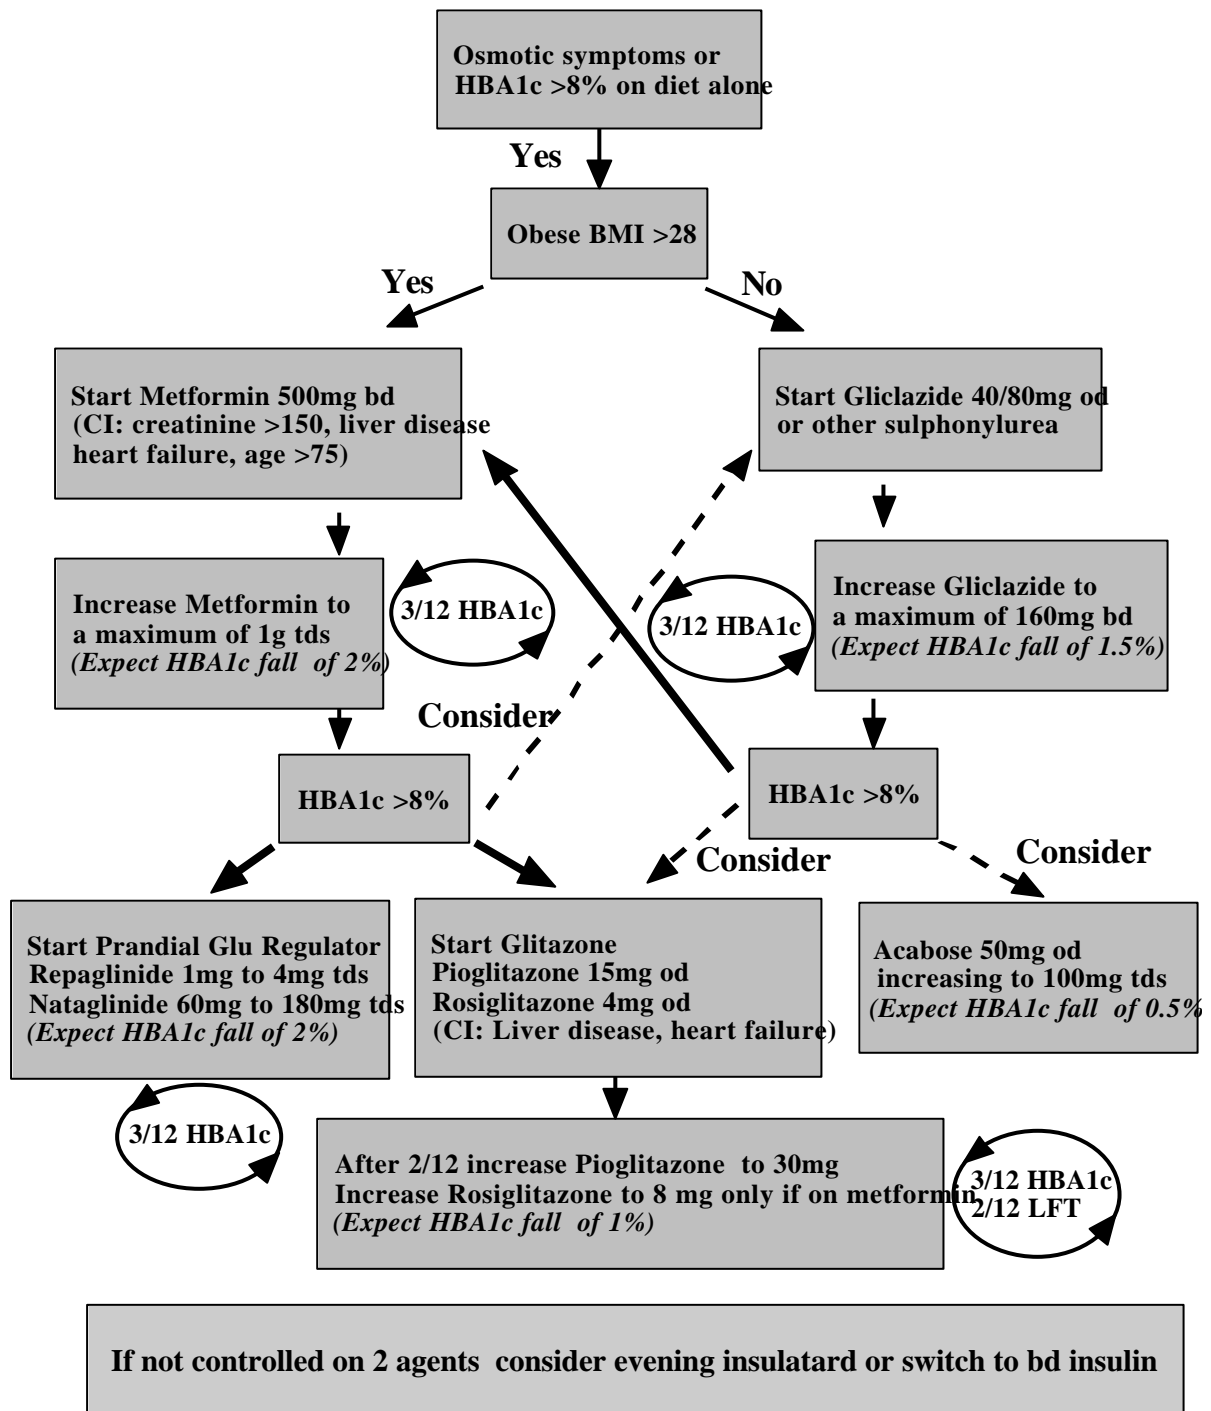 Osmotic symptoms or
HBA1c >8% on diet alone
Yes
Obese BMI >28
Yes
No
Start Metformin 500mg bd
(CI: creatinine >150, liver disease
heart failure, age >75)
Start Gliclazide 40/80mg od
or other sulphonylurea
Increase Metformin to
a maximum of 1g tds
(Expect HBA1c fall of 2%)
3/12 HBA1c
3/12 HBA1c
Increase Gliclazide to
a maximum of 160mg bd
(Expect HBA1c fall of 1.5%)
Consider
HBA1c >8%
HBA1c >8%
Consider
Consider
Start Prandial Glu Regulator
Repaglinide 1mg to 4mg tds
Nataglinide 60mg to 180mg tds
(Expect HBA1c fall of 2%)
Start Glitazone
Pioglitazone 15mg od
Rosiglitazone 4mg od
(CI: Liver disease, heart failure)
Acabose 50mg od
increasing to 100mg tds
(Expect HBA1c fall of 0.5%
3/12 HBA1c
After 2/12 increase Pioglitazone to 30mg
Increase Rosiglitazone to 8 mg only if on metformin
(Expect HBA1c fall of 1%)
3/12 HBA1c
2/12 LFT
If not controlled on 2 agents consider evening insulatard or switch to bd insulin